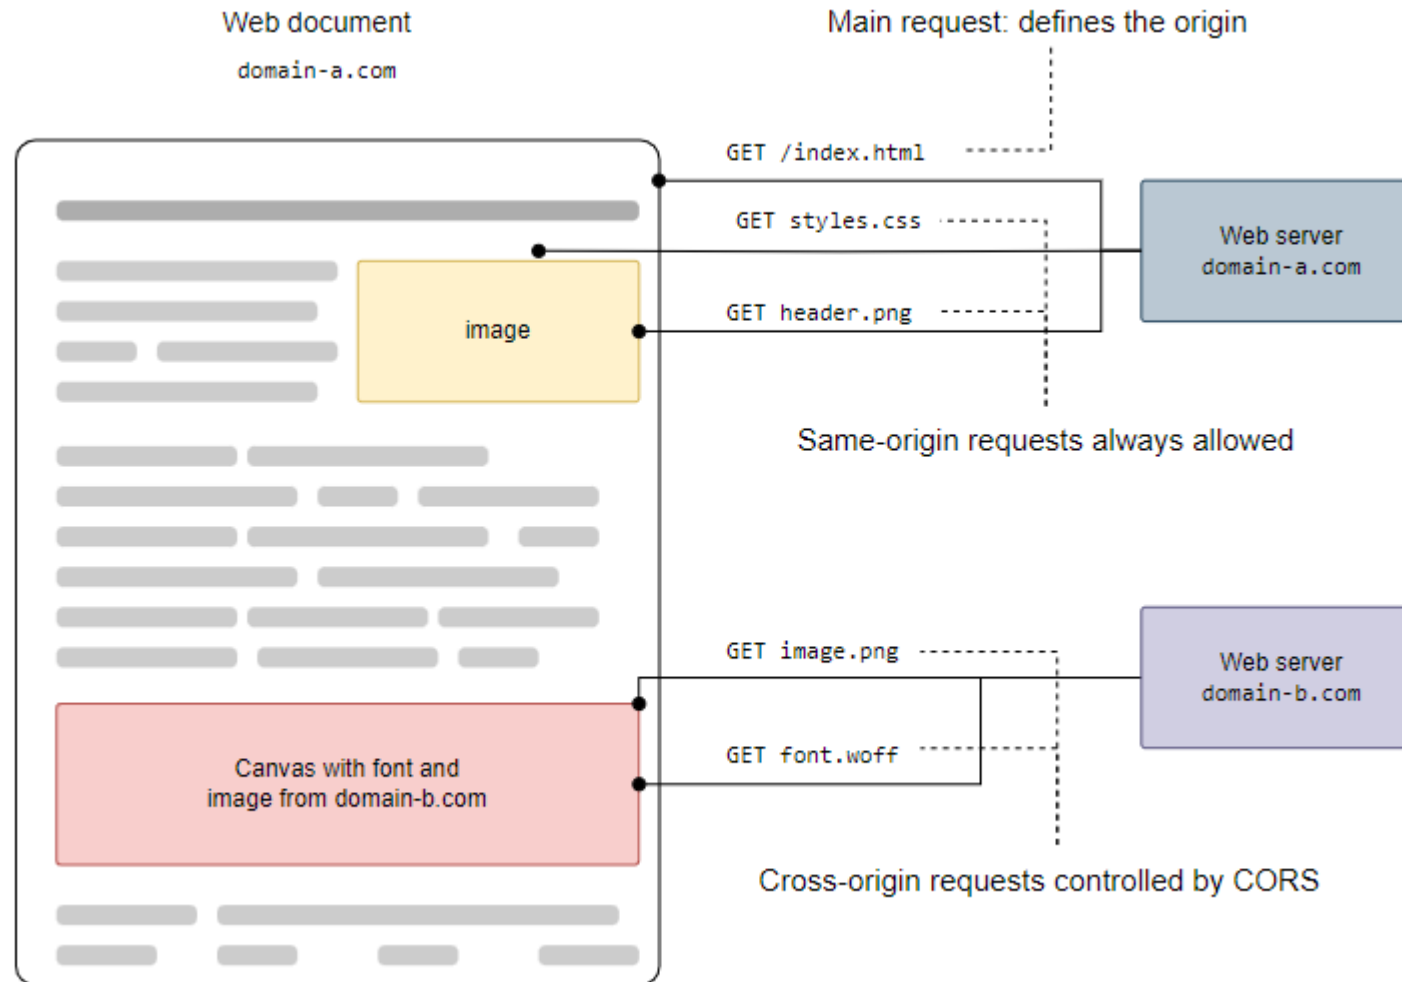 Web document
domain-a.com
Main request: defines the origin
GET /index.html
GET styles.css
GET header.png
Web server
domain-a.com
image
Same-origin requests always allowed
GET image.png
GET font.woff
Web server
domain-b.com
Canvas with font and
image from domain-b.com
Cross-origin requests controlled by CORS